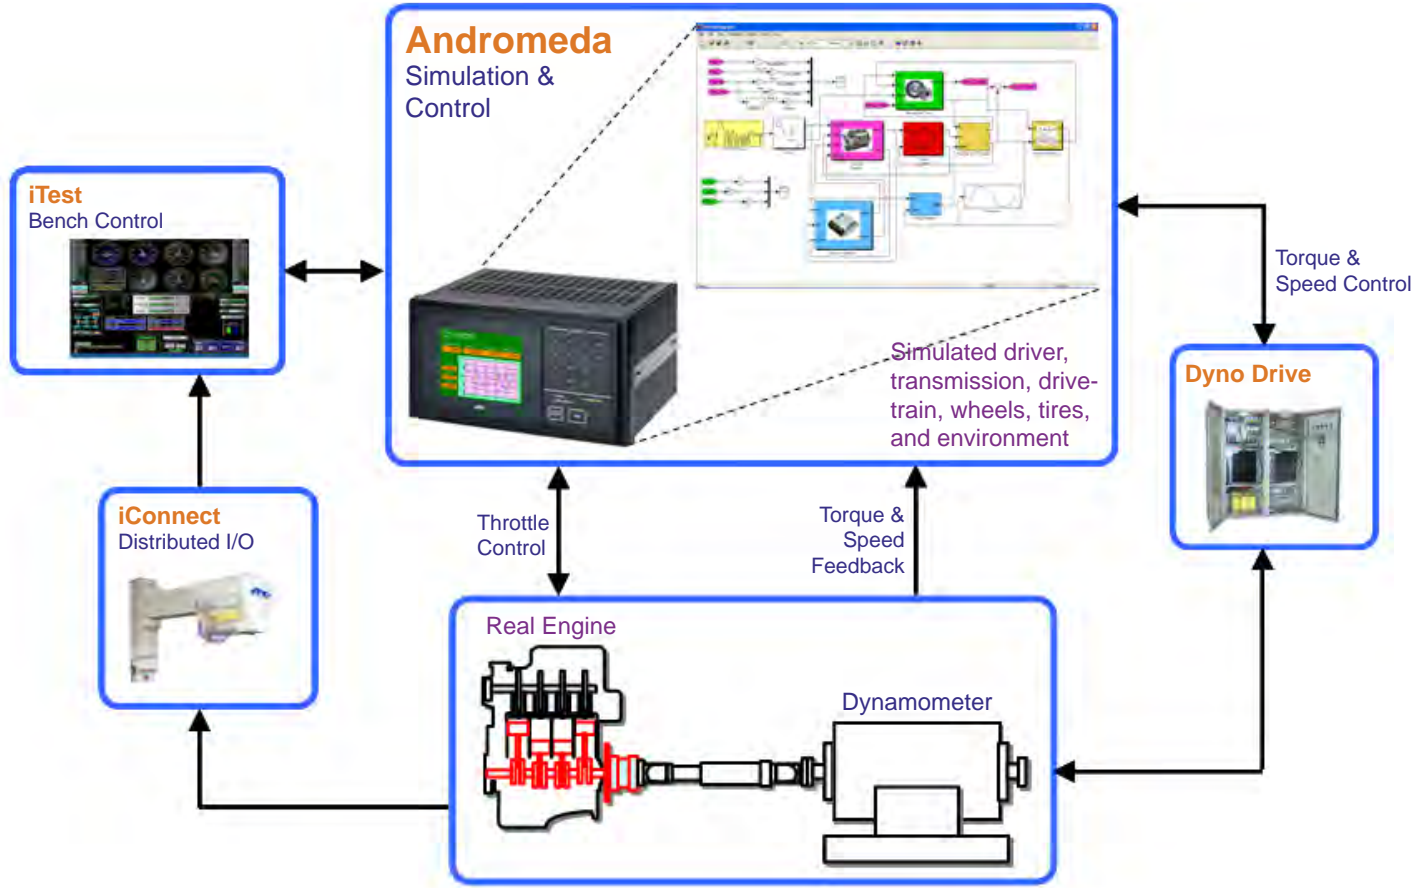 Andromeda
Simulation &
Control
iTest
Bench Control
Torque &
Speed Control
Simulated driver,
transmission, drive-
train, wheels, tires,
and environment
Dyno Drive
iConnect
Distributed I/O
Throttle
Control
Torque &
Speed
Feedback
Real Engine
Dynamometer